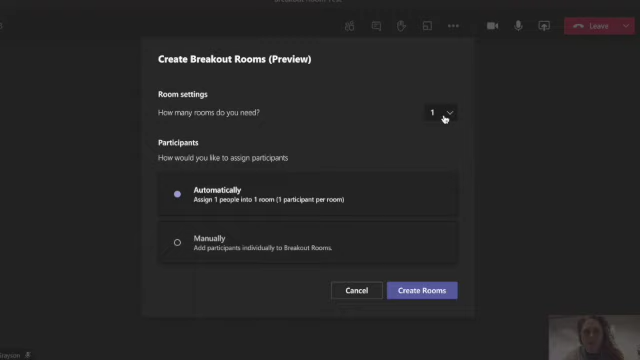 Leave
Create Breakout Rooms (Preview)
Room settings
How many rooms do you need?
1
Participants
How would you like to assign participants
Automatically
Assign 1 people into 1 room (1 participant per room)
Manually
Add participants individually to Breakout Rooms.
Cancel
Create Rooms